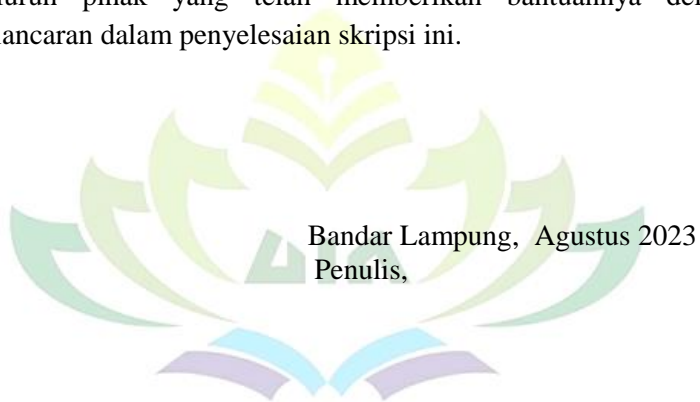 pihak yang telah memberikan bantuannya
dalam penyelesaian skripsi ini.
Bandar Lampung, Agustus 2023
Penulis,